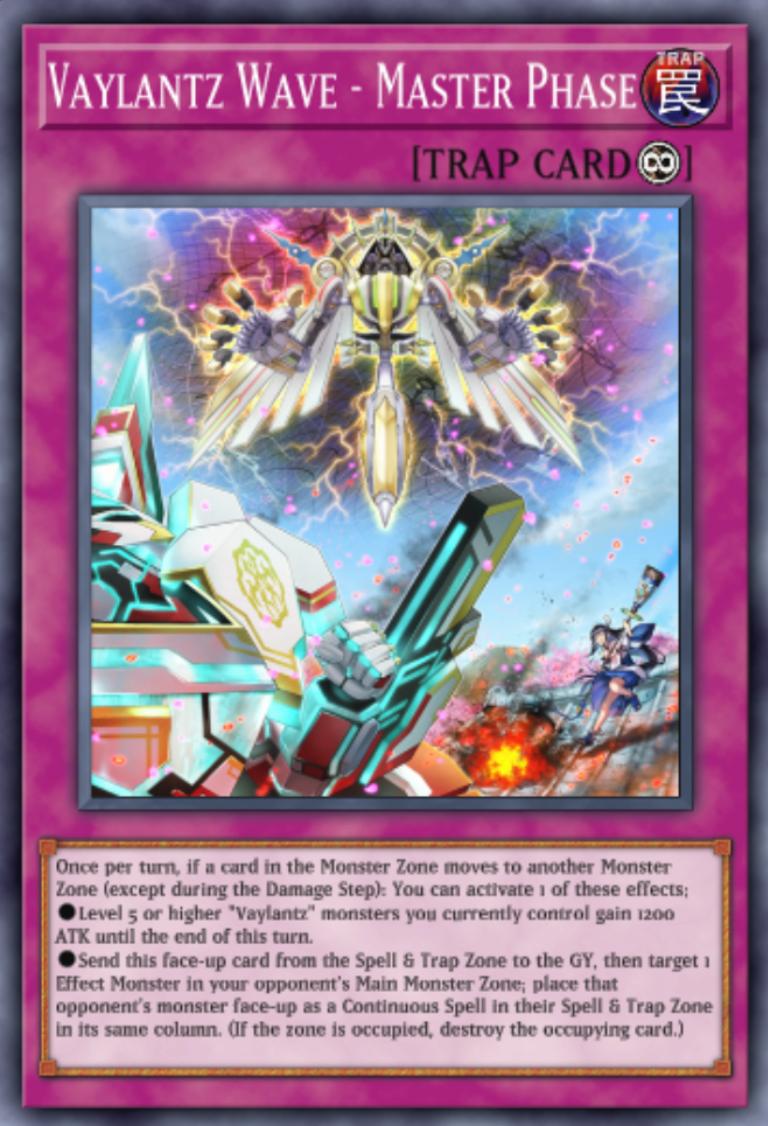 VAYLANTZ WAVE - MASTER PHASE
TRAP
罠
[TRAP CARD]
Once per turn, if a card in the Monster Zone moves to another Monster
Zone (except during the Damage Step): You can activate 1 of these effects;
●Level 5 or higher "Vaylantz" monsters you currently control gain 1200
ATK until the end of this turn.
●Send this face-up card from the Spell & Trap Zone to the GY, then target 1
Effect Monster in your opponent's Main Monster Zone; place that
opponent's monster face-up as a Continuous Spell in their Spell & Trap Zone
in its same column. (If the zone is occupied, destroy the occupying card.)